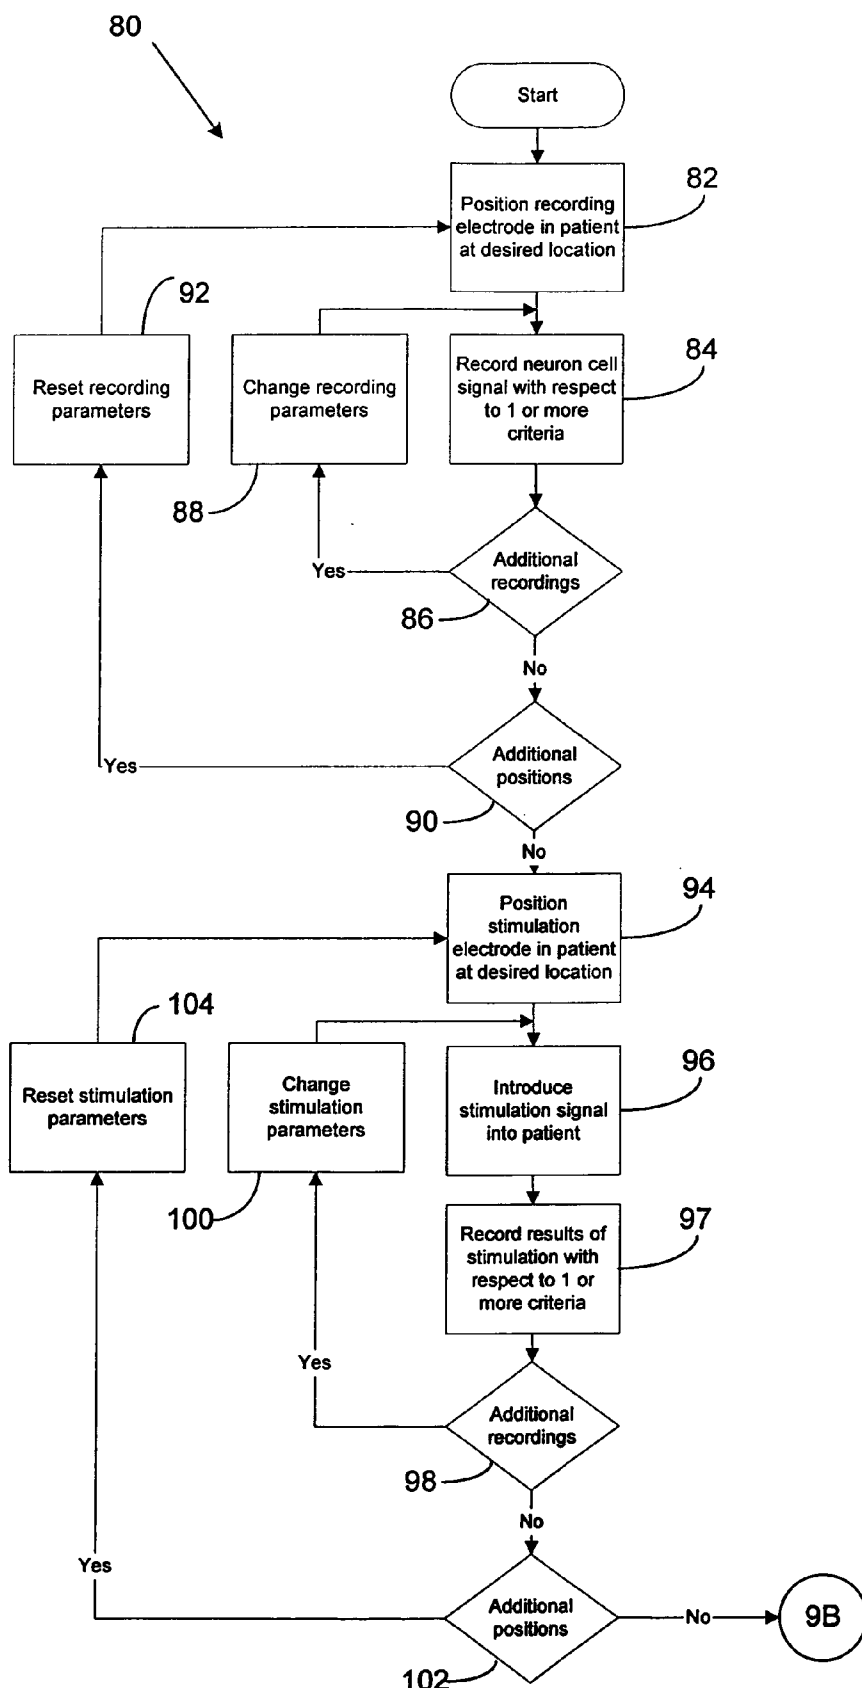 80
Start
82
Position recording
electrode in patient
at desired location
92
Reset recording
parameters
Change recording
parameters
88
Record neuron cell
signal with respect
to 1 or more
criteria
84
Additional
recordings
Yes
86
No
Additional
positions
Yes
90
No
Position
stimulation
electrode in patient
at desired location
94
104
Reset stimulation
parameters
Change
stimulation
parameters
100
Introduce
stimulation signal
into patient
96
Record results of
stimulation with
respect to 1 or
more criteria
97
Yes
Additional
recordings
98
No
Yes
Additional
positions
102
No
9B